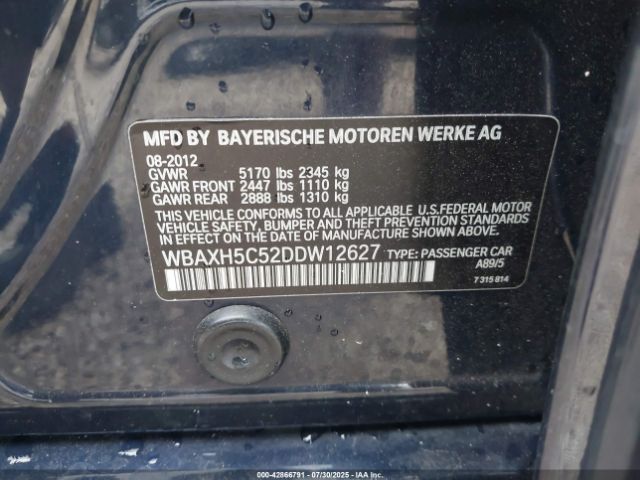 MFD BY BAYERISCHE MOTOREN WERKE AG
08-2012
GVWR 5170 lbs 2345 kg
GAWR FRONT 2447 lbs 1110 kg
GAWR REAR 2888 lbs 1310 kg
THIS VEHICLE CONFORMS TO ALL APPLICABLE U.S.FEDERAL MOTOR
VEHICLE SAFETY, BUMPER AND THEFT PREVENTION STANDARDS
IN EFFECT ON THE DATE OF MANUFACTURE SHOWN ABOVE.
WBAXH5C52DDW12627 TYPE: PASSENGER CAR
A89/5
7 315 814
000-42866791 - 07/30/2025 - IAAI.COM